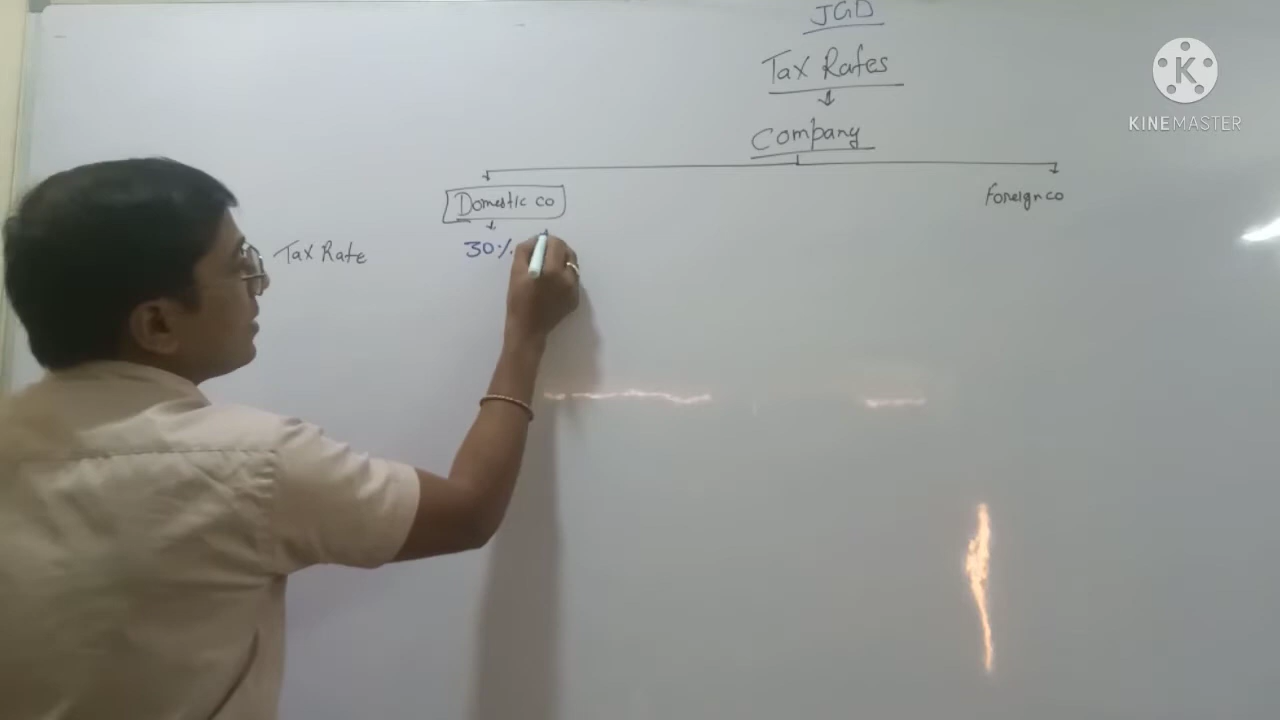 JGD
Tax Rates
Company
Domestic co
Foreign co
Tax Rate
30%
K
KINEMASTER